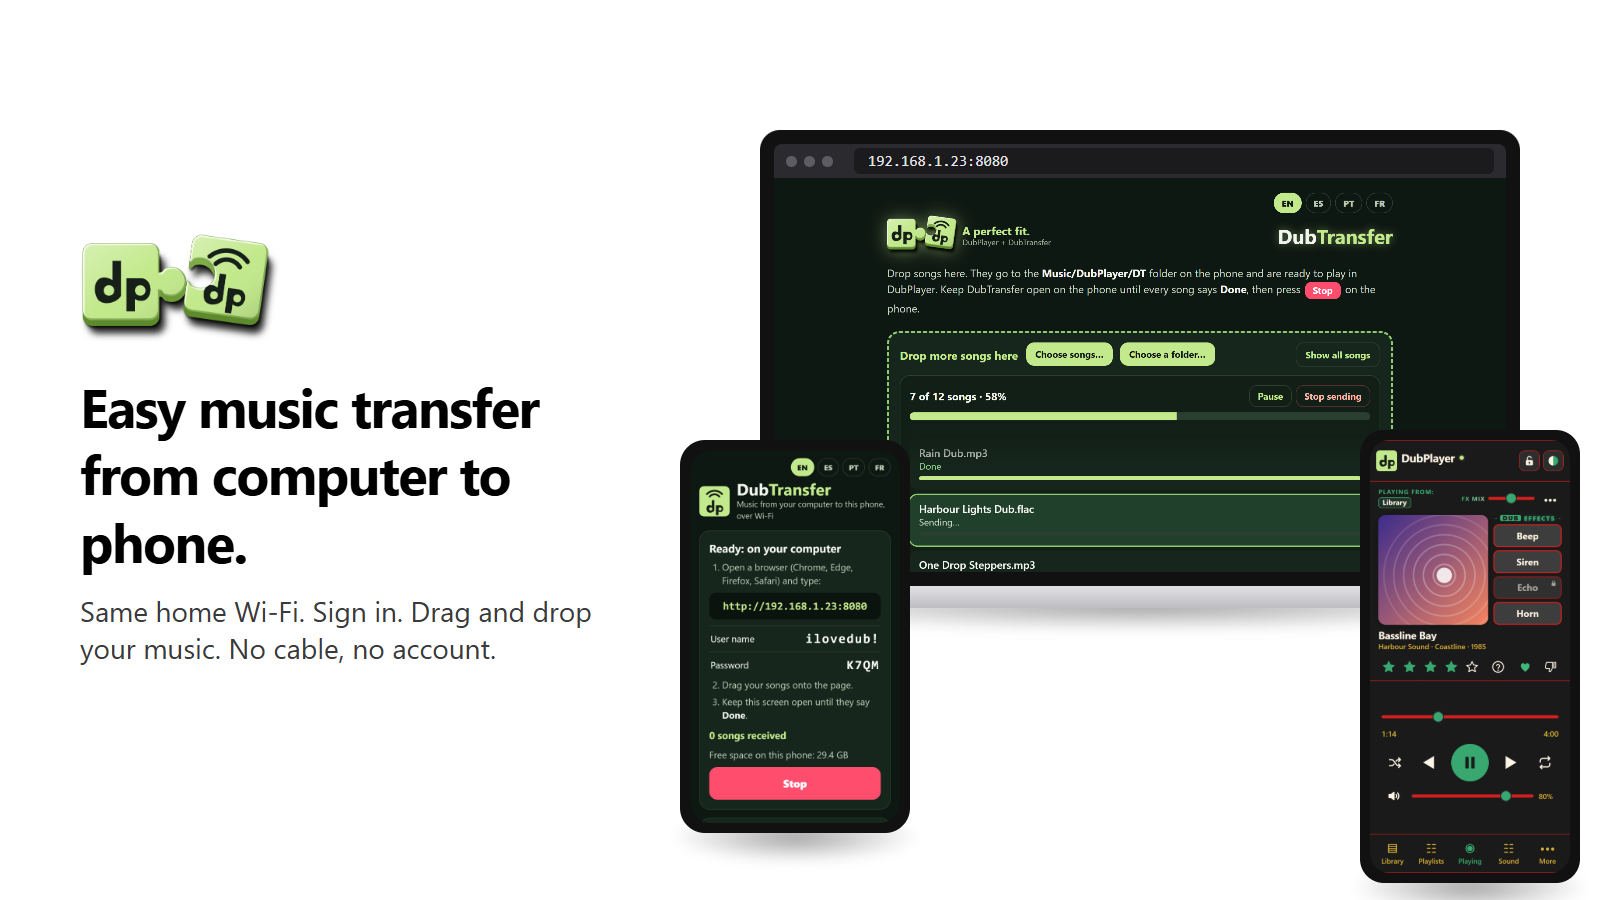 dp dp
Easy music transfer
from computer to
phone.
Same home Wi-Fi. Sign in. Drag and drop
your music. No cable, no account.
192.168.1.23:8080
EN ES PT FR
dp dp
A perfect fit.
DubPlayer + DubTransfer
DubTransfer
Drop songs here. They go to the Music/DubPlayer/DT folder on the phone and are ready to play in
DubPlayer. Keep DubTransfer open on the phone until every song says Done, then press Stop on the
phone.
Drop more songs here
Choose songs...
Choose a folder...
Show all songs
7 of 12 songs · 58%
Pause
Stop sending
Rain Dub.mp3
Done
Harbour Lights Dub.flac
Sending...
One Drop Steppers.mp3
EN ES PT FR
dp
DubTransfer
Music from your computer to this phone,
over Wi-Fi
Ready: on your computer
1. Open a browser (Chrome, Edge,
Firefox, Safari) and type:
http://192.168.1.23:8080
User name ilovedub!
Password K7QM
2. Drag your songs onto the page.
3. Keep this screen open until they say
Done.
0 songs received
Free space on this phone: 29.4 GB
Stop
dp DubPlayer
PLAYING FROM:
Library
FX MIX
DUB EFFECTS
Beep
Siren
Echo
Horn
Bassline Bay
Harbour Sound · Coastline · 1985
1:14 4:00
80%
Library Playlists Playing Sound More